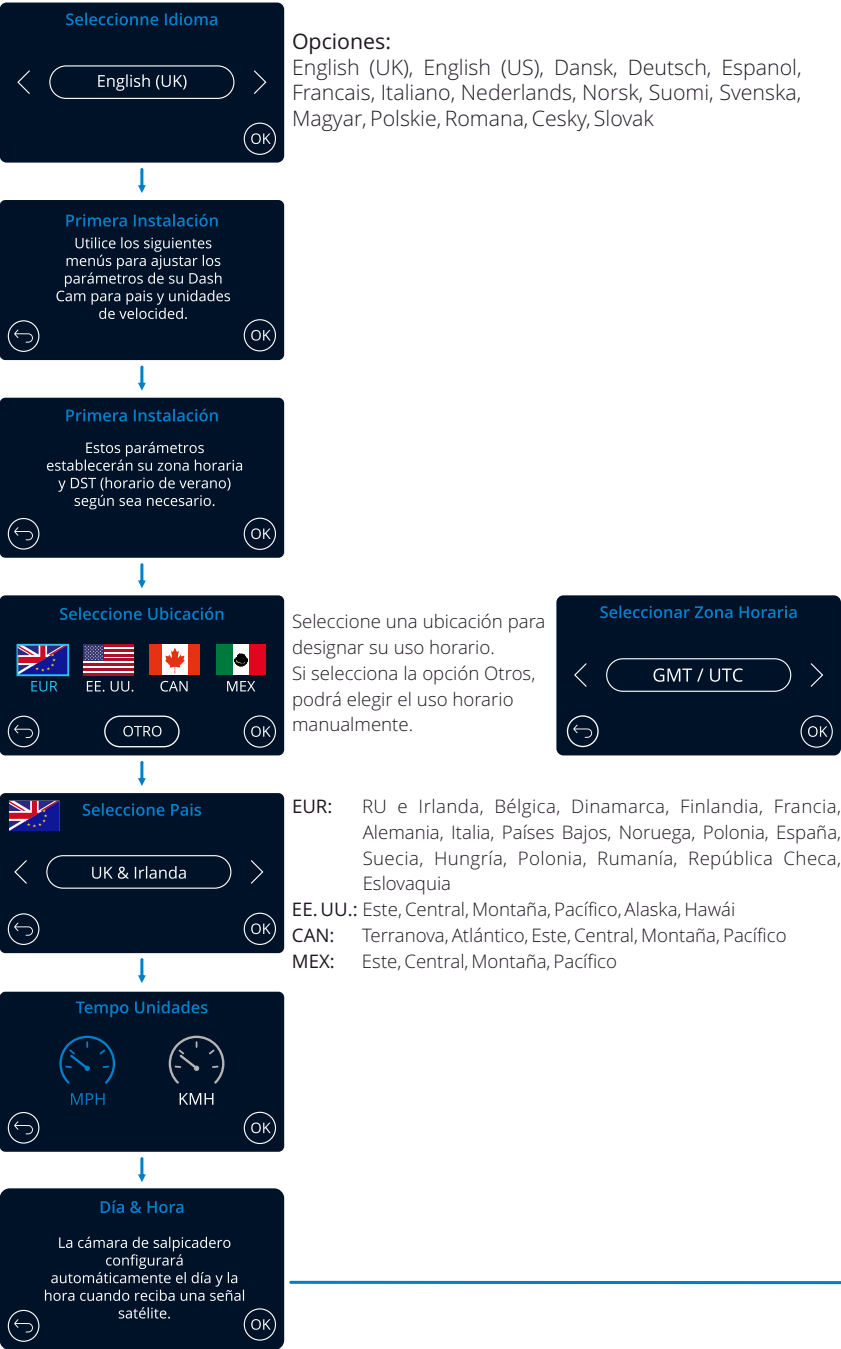 Seleccionne Idioma
English (UK)
OK
Opciones:
English (UK), English (US), Dansk, Deutsch, Espanol,
Francais, Italiano, Nederlands, Norsk, Suomi, Svenska,
Magyar, Polskie, Romana, Cesky, Slovak
Primera Instalación
Utilice los siguientes
menús para ajustar los
parámetros de su Dash
Cam para pais y unidades
de velocided.
OK
Primera Instalación
Estos parámetros
establecerán su zona horaria
y DST (horario de verano)
según sea necesario.
OK
Seleccione Ubicación
EUR EE. UU. CAN MEX
OTRO OK
Seleccione una ubicación para
designar su uso horario.
Si selecciona la opción Otros,
podrá elegir el uso horario
manualmente.
Seleccionar Zona Horaria
GMT / UTC
OK
Seleccione Pais
UK & Irlanda
OK
EUR: RU e Irlanda, Bélgica, Dinamarca, Finlandia, Francia,
Alemania, Italia, Países Bajos, Noruega, Polonia, España,
Suecia, Hungría, Polonia, Rumanía, República Checa,
Eslovaquia
EE. UU.: Este, Central, Montaña, Pacífico, Alaska, Hawái
CAN: Terranova, Atlántico, Este, Central, Montaña, Pacífico
MEX: Este, Central, Montaña, Pacífico
Tempo Unidades
MPH KMH
OK
Día & Hora
La cámara de salpicadero
configurará
automáticamente el día y la
hora cuando reciba una señal
satélite.
OK